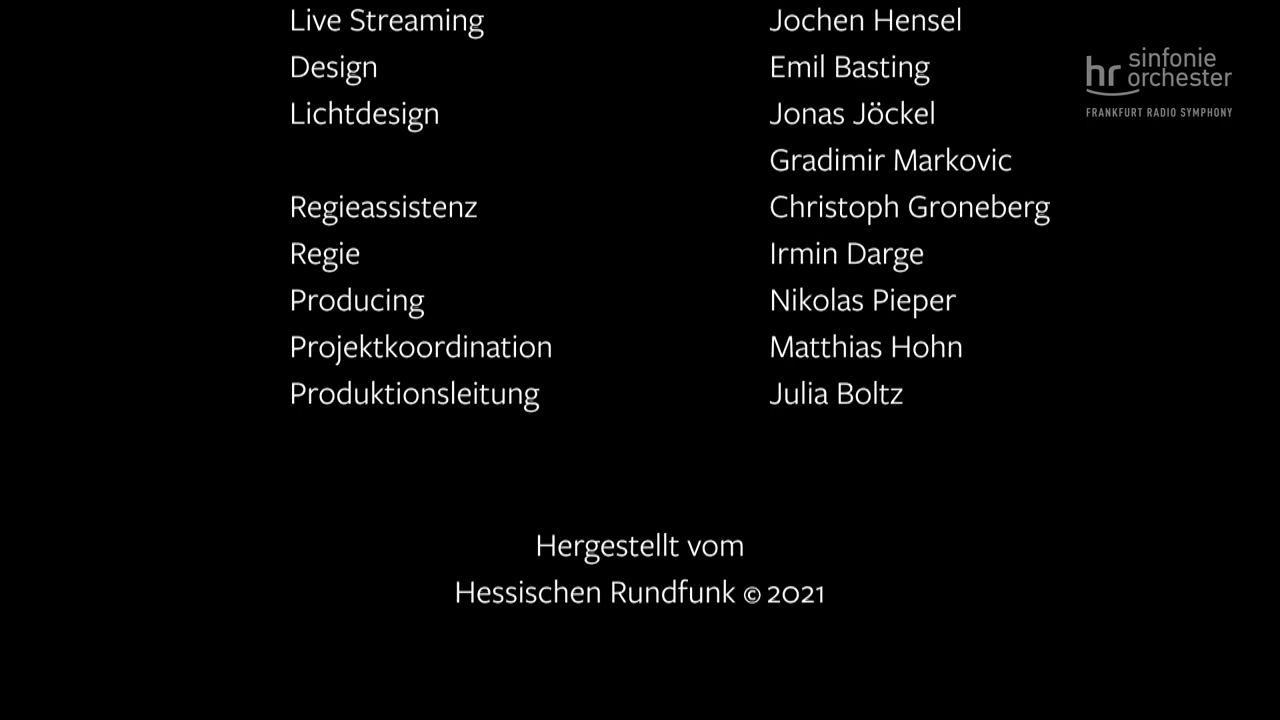 Live Streaming Jochen Hensel
Design Emil Basting
Lichtdesign Jonas Jöckel
Gradimir Markovic
Regieassistenz Christoph Groneberg
Regie Irmin Darge
Producing Nikolas Pieper
Projektkoordination Matthias Hohn
Produktionsleitung Julia Boltz
Hergestellt vom
Hessischen Rundfunk © 2021
hr sinfonie
orchester
FRANKFURT RADIO SYMPHONY